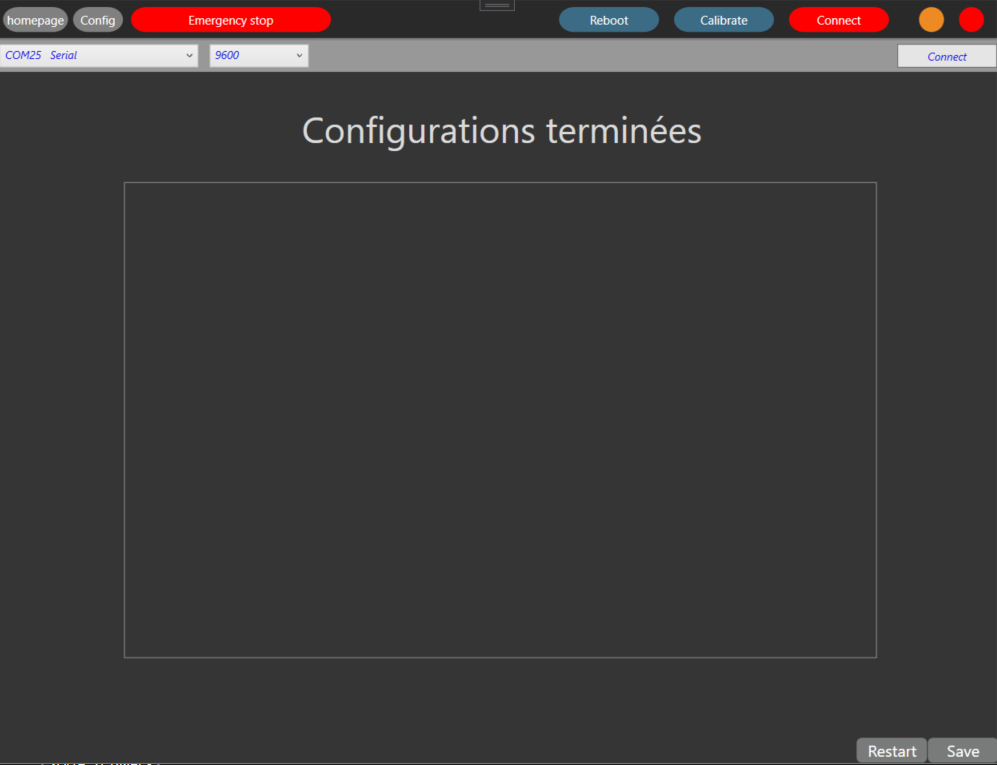 homepage Config Emergency stop Reboot Calibrate Connect
COM25 Serial 9600 Connect
Configurations terminées
Restart Save